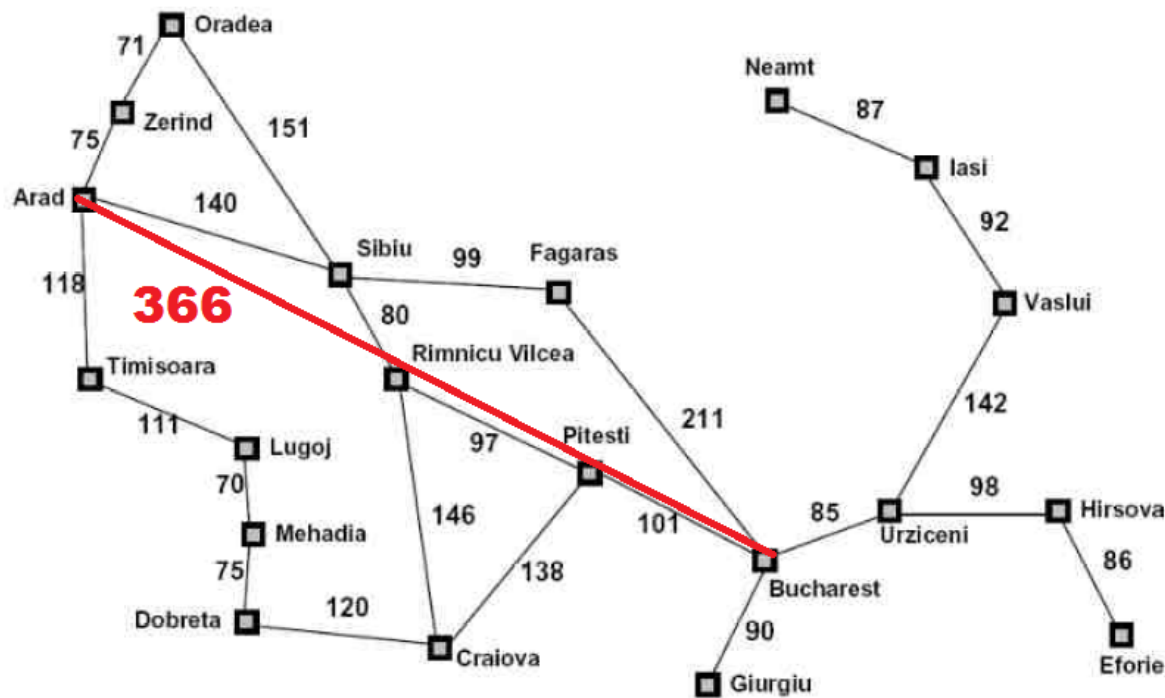 Oradea
71
Neamt
87
Zerind
151
75
Iasi
Arad
140
92
Sibiu
99
Fagaras
118
366
80
Vaslui
Rimnicu Vilcea
Timisoara
211
142
111
97
Pitesti
Lugoj
70
98
146
101
85
Hirsova
Mehadia
Urziceni
138
86
75
Bucharest
120
Dobreta
90
Craiova
Eforie
Giurgiu